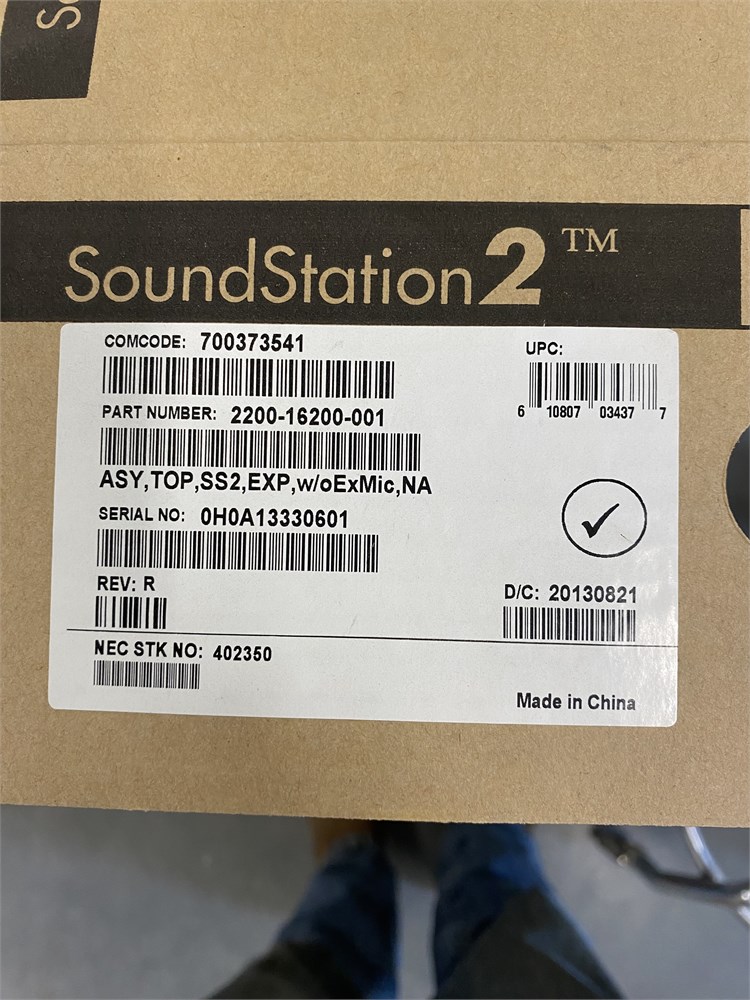 So
SoundStation2™
COMCODE: 700373541
UPC:
6 10807 03437 7
PART NUMBER: 2200-16200-001
ASY,TOP,SS2,EXP,w/oExMic,NA
SERIAL NO: 0H0A13330601
REV: R
D/C: 20130821
NEC STK NO: 402350
Made in China